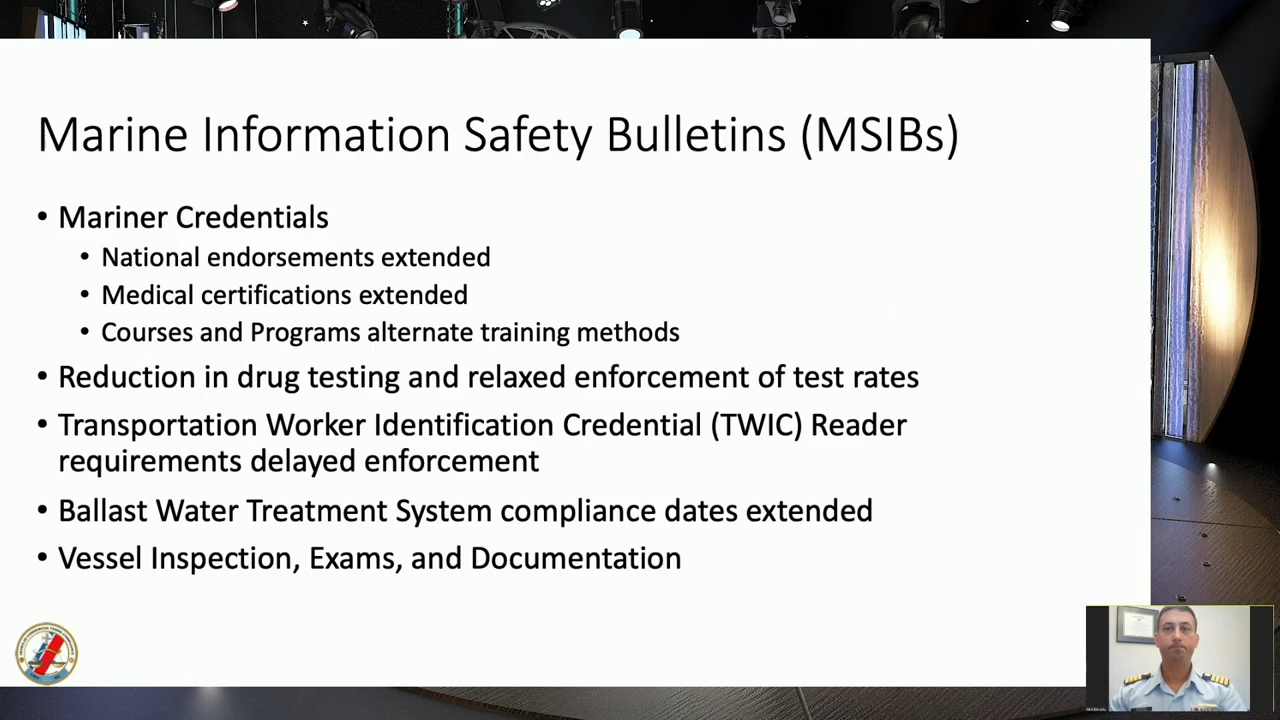 Marine Information Safety Bulletins (MSIBs)
• Mariner Credentials
• National endorsements extended
• Medical certifications extended
• Courses and Programs alternate training methods
• Reduction in drug testing and relaxed enforcement of test rates
• Transportation Worker Identification Credential (TWIC) Reader
requirements delayed enforcement
• Ballast Water Treatment System compliance dates extended
• Vessel Inspection, Exams, and Documentation